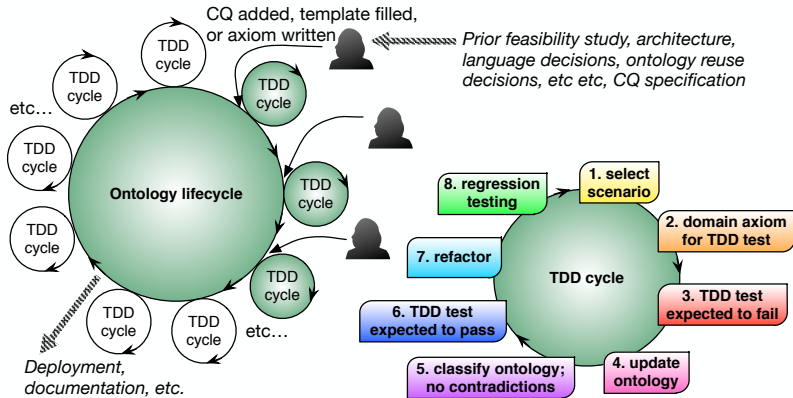 CQ added, template filled,
or axiom written
Prior feasibility study, architecture,
language decisions, ontology reuse
decisions, etc etc, CQ specification
TDD
cycle
TDD
cycle
TDD
cycle
etc...
TDD
cycle
TDD
cycle
TDD
cycle
TDD
cycle
TDD
cycle
TDD
cycle
TDD
cycle
etc...
Ontology lifecycle
Deployment,
documentation, etc.
TDD cycle
1. select
scenario
2. domain axiom
for TDD test
3. TDD test
expected to fail
4. update
ontology
5. classify ontology;
no contradictions
6. TDD test
expected to pass
7. refactor
8. regression
testing